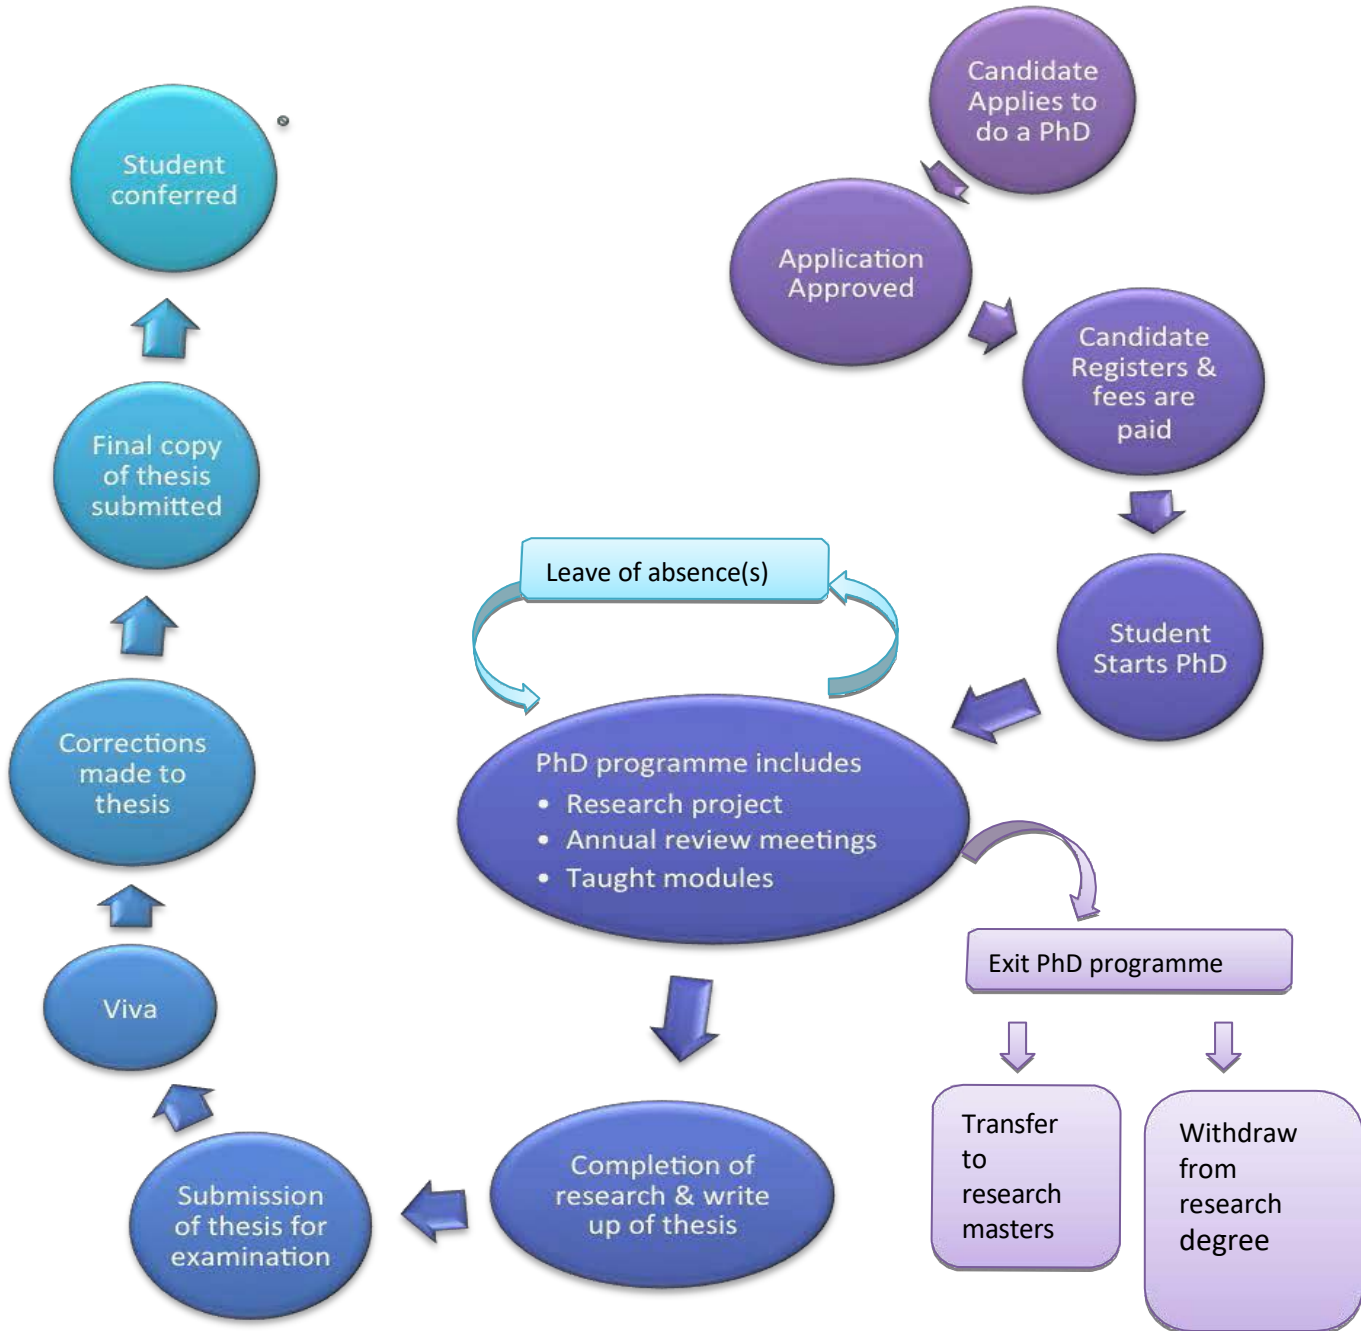 Candidate
Applies to
do a PhD
Application
Approved
Candidate
Registers &
fees are
paid
Student
Starts PhD
Leave of absence(s)
PhD programme includes
• Research project
• Annual review meetings
• Taught modules
Exit PhD programme
Transfer
to
research
masters
Withdraw
from
research
degree
Completion of
research & write
up of thesis
Submission
of thesis for
examination
Viva
Corrections
made to
thesis
Final copy
of thesis
submitted
Student
conferred